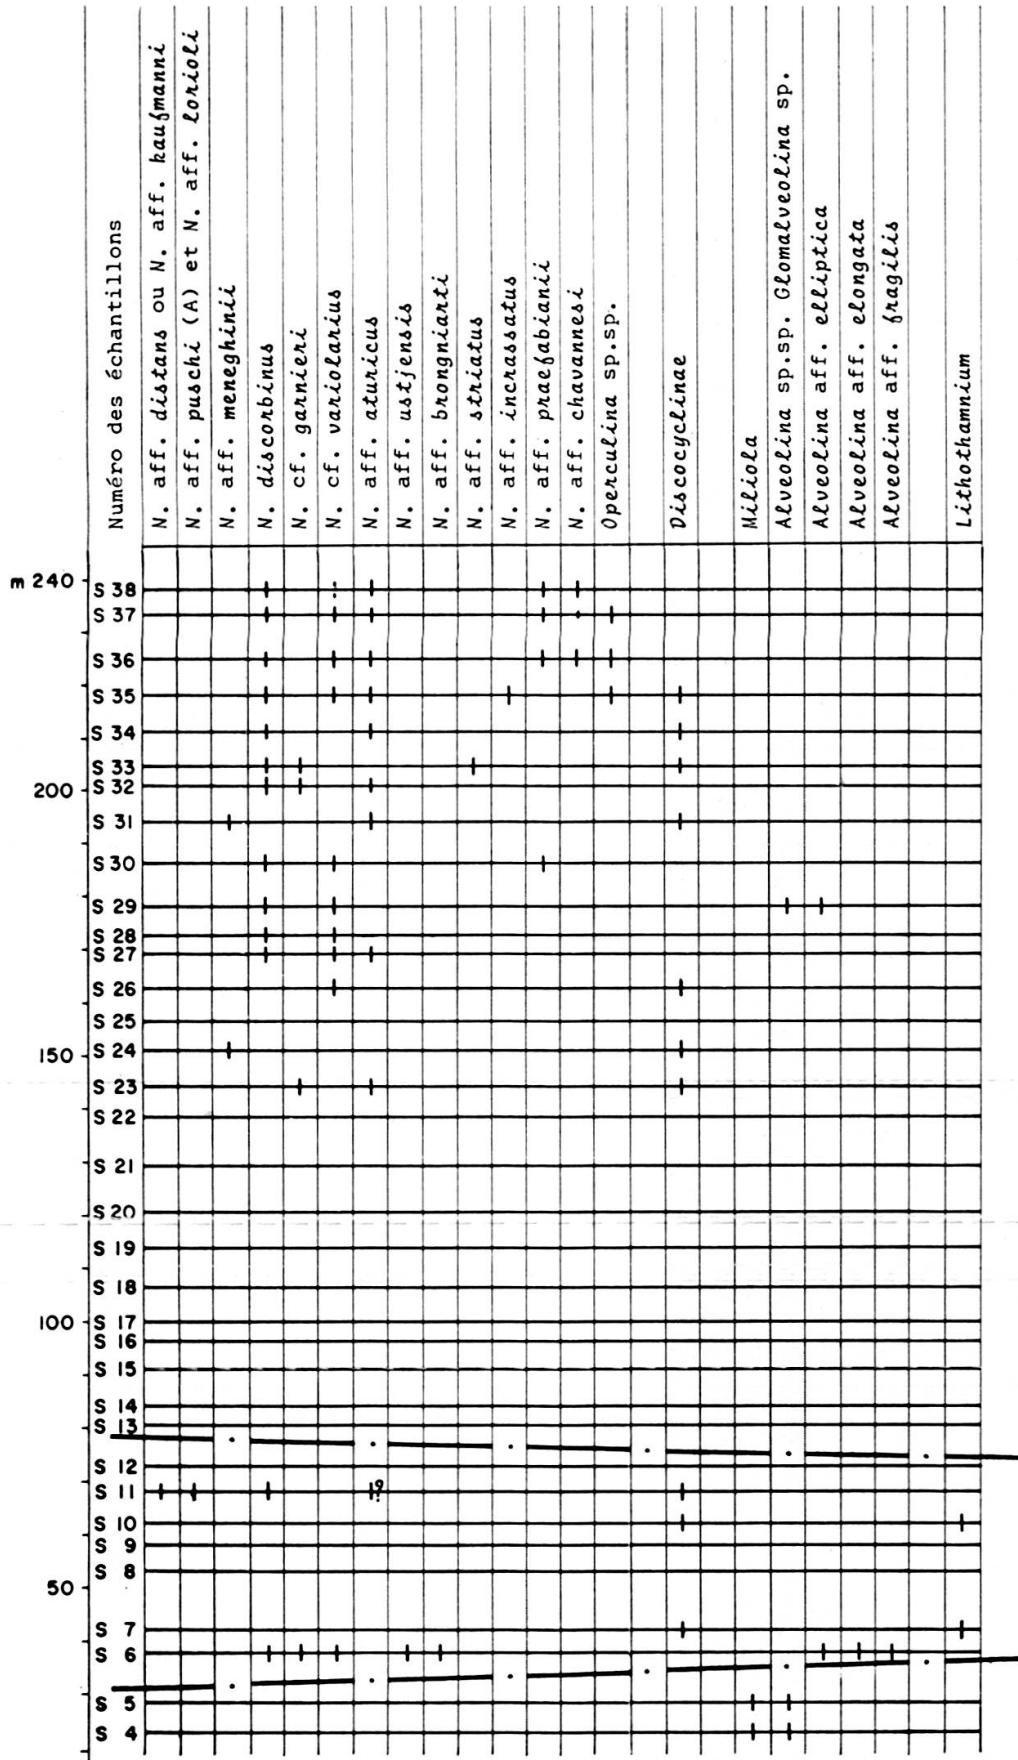 Numéro des échantillons
N. aff. distans ou N. aff. kaufmanni
N. aff. puschi (A) et N. aff. lorioli
N. aff. meneghinii
N. discorbinus
N. cf. garnieri
N. cf. variolarius
N. aff. aturicus
N. aff. ustjensis
N. aff. brongniarti
N. aff. striatus
N. aff. incrassatus
N. aff. praefabianii
N. aff. chavannesi
Operculina sp.sp.
Discocyclinae
Miliola
Alveolina sp.sp. Glomalveolina sp.
Alveolina aff. elliptica
Alveolina aff. elongata
Alveolina aff. fragilis
Lithothamnium
m 240
S 38
S 37
S 36
S 35
S 34
S 33
200
S 32
S 31
S 30
S 29
S 28
S 27
S 26
S 25
150
S 24
S 23
S 22
S 21
S 20
S 19
S 18
100
S 17
S 16
S 15
S 14
S 13
S 12
S 11
?
S 10
S 9
S 8
50
S 7
S 6
S 5
S 4